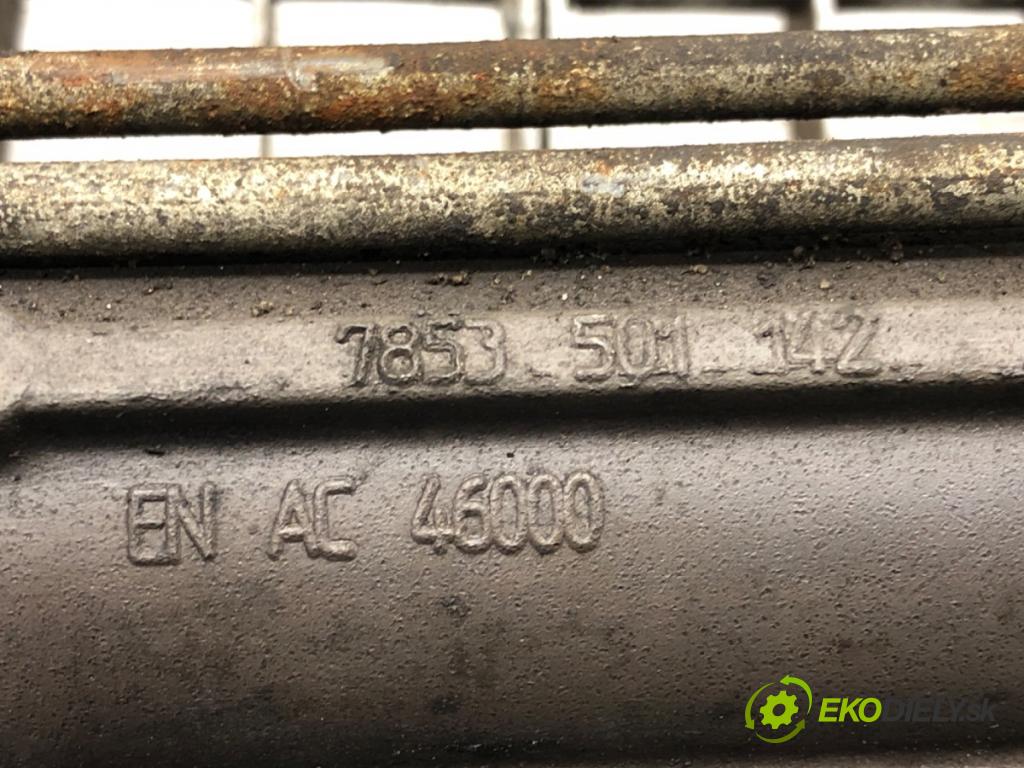 7853 501 142
EN AC 46000
EKODIELY.sk